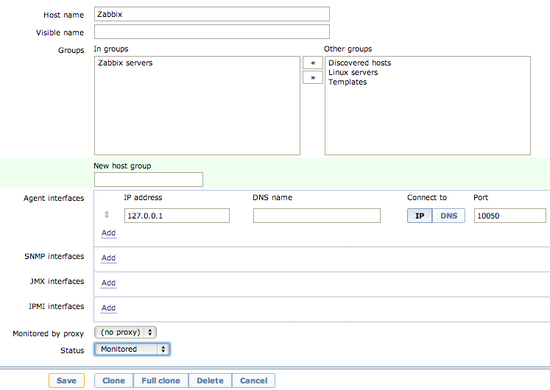 Host name Zabbix
Visible name
Groups In groups Other groups
Zabbix servers « Discovered hosts
» Linux servers
Templates
New host group
Agent interfaces IP address DNS name Connect to Port
127.0.0.1 IP DNS 10050
Add
SNMP interfaces Add
JMX interfaces Add
IPMI interfaces Add
Monitored by proxy (no proxy)
Status Monitored
Save Clone Full clone Delete Cancel